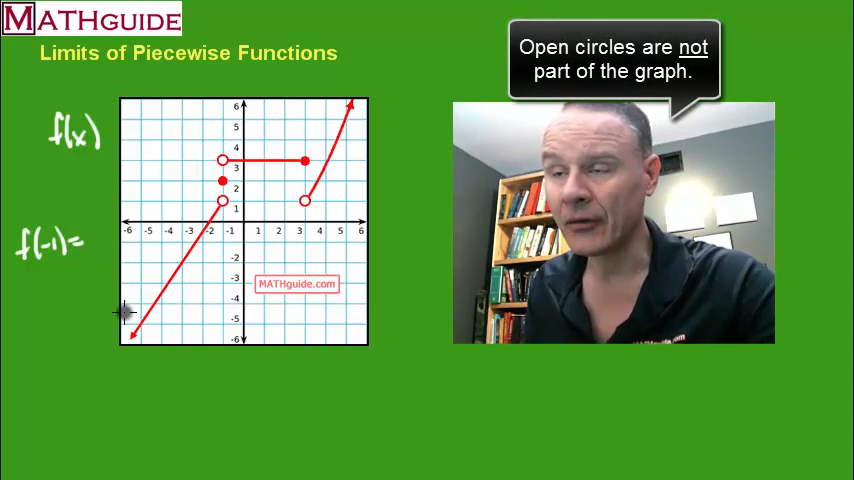 MATHGUIDE
Limits of Piecewise Functions
Open circles are not
part of the graph.
f(x)
f(-1)=
6
5
4
3
2
1
-6 -5 -4 -3 -2 -1 1 2 3 4 5 6
-2
-3
-4
-5
-6
MATHguide.com
MATHguide.com